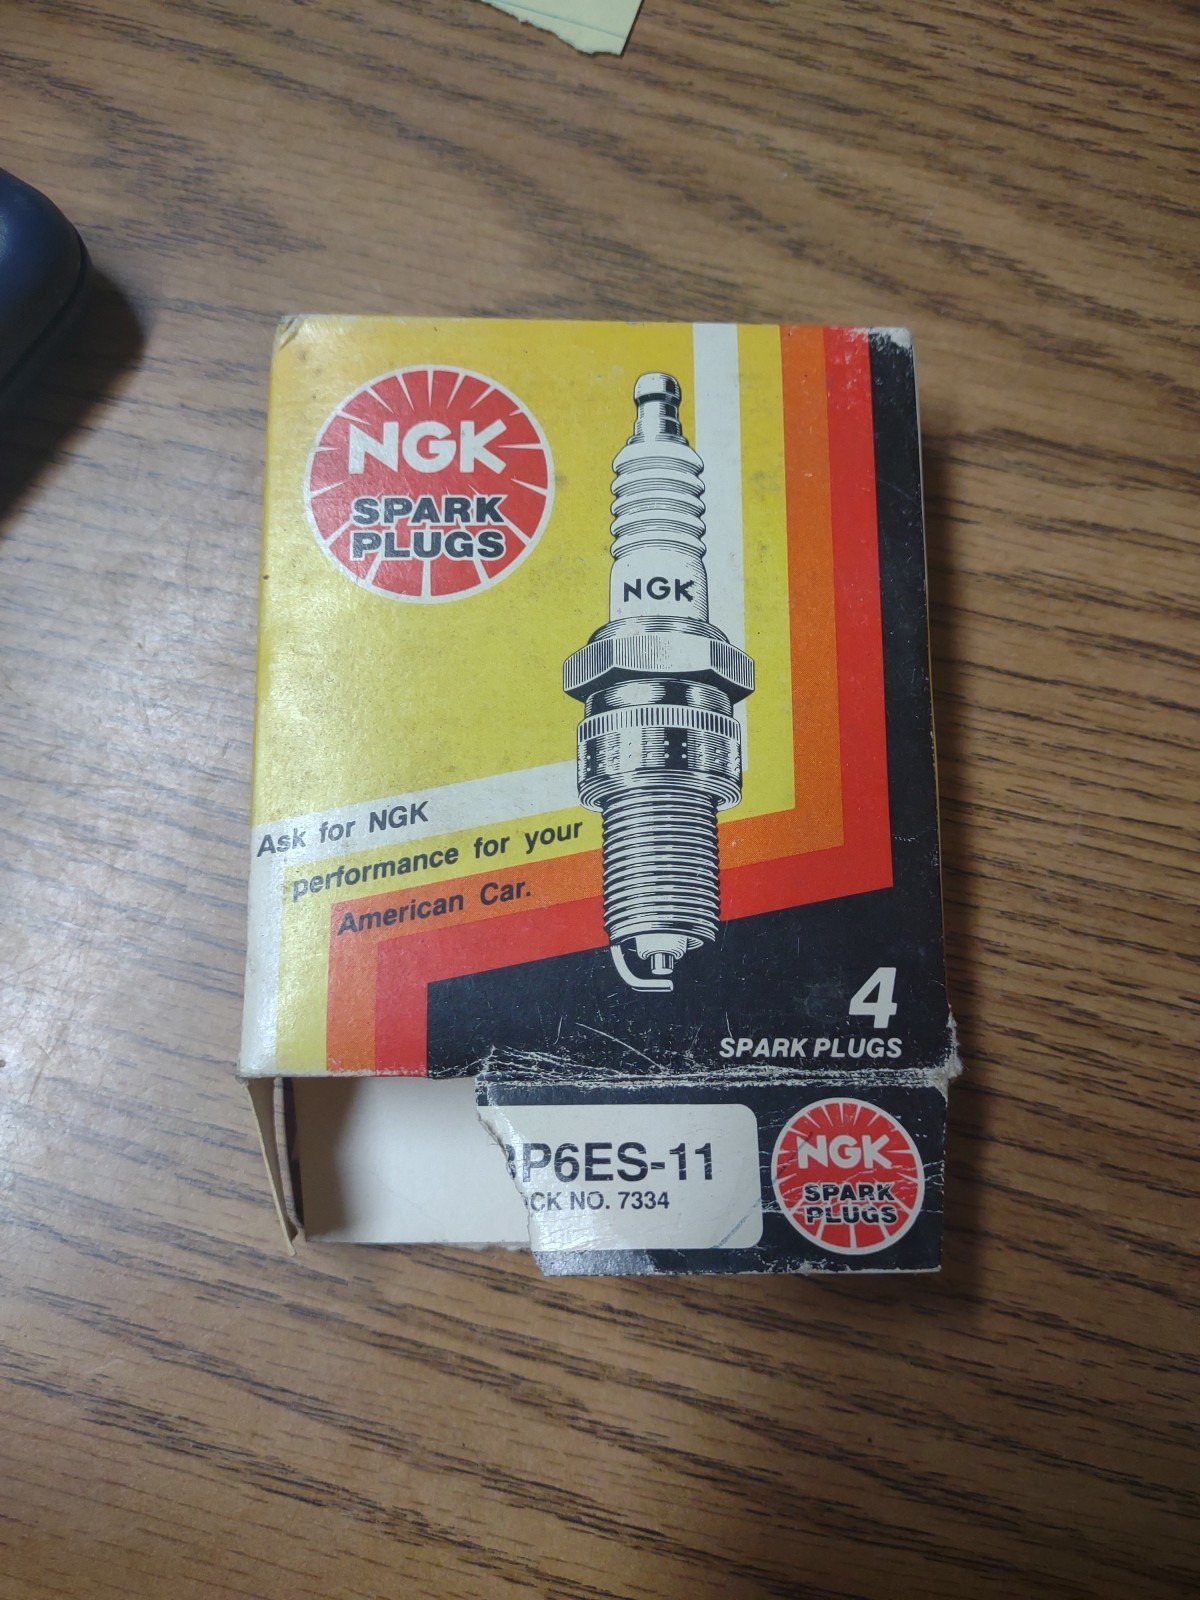 NGK
SPARK
PLUGS
NGK
Ask for NGK
performance for your
American Car.
4
SPARK PLUGS
P6ES-11
CK NO. 7334
NGK
SPARK
PLUGS